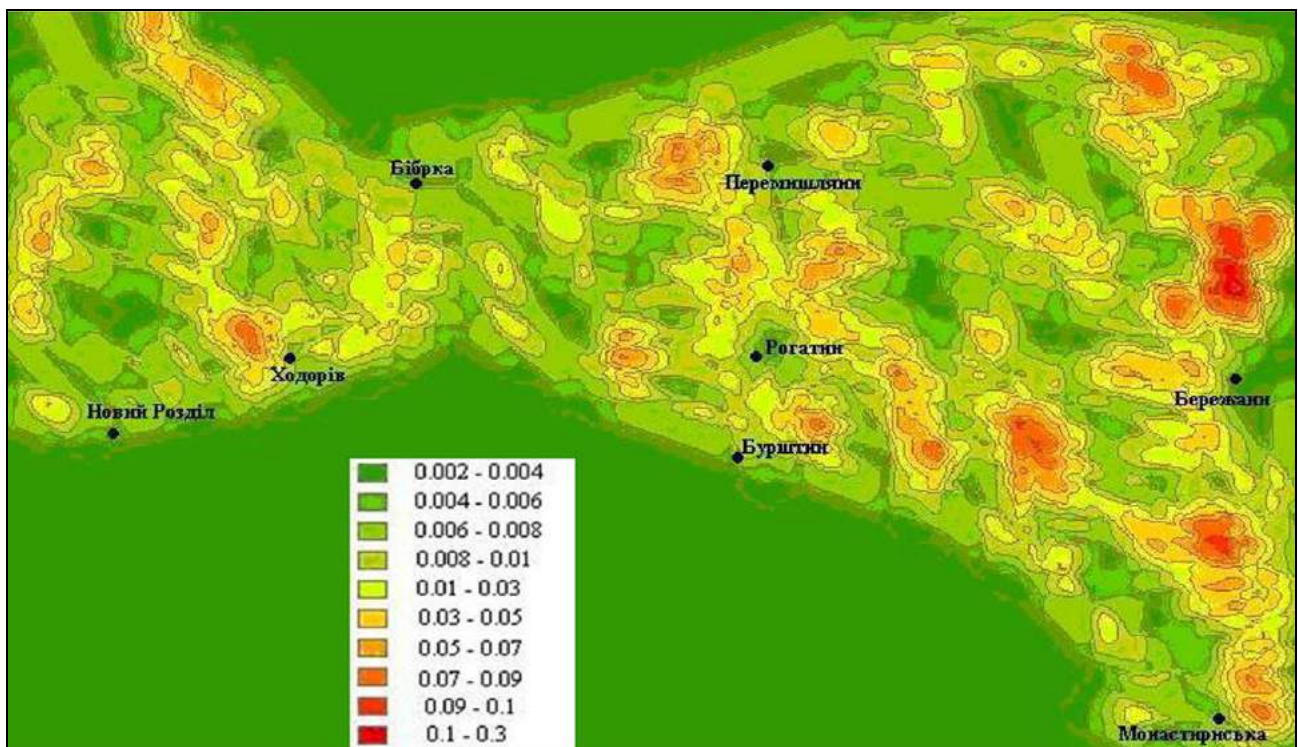 Бібрка
Перемишляни
Рогатин
Ходорів
Бережани
Новий Розділ
Бурштин
0.002 - 0.004
0.004 - 0.006
0.006 - 0.008
0.008 - 0.01
0.01 - 0.03
0.03 - 0.05
0.05 - 0.07
0.07 - 0.09
0.09 - 0.1
0.1 - 0.3
Монастириська